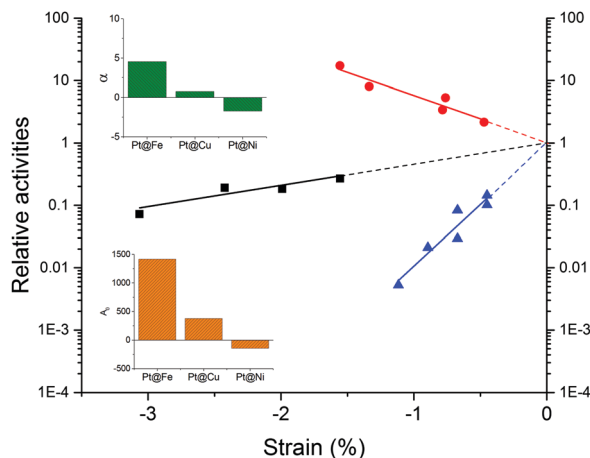 100
10
1
0.1
0.01
1E-3
1E-4
Relative activities
100
10
1
0.1
0.01
1E-3
1E-4
-3
-2
-1
0
Strain (%)
10
5
0
-5
α
Pt@Fe Pt@Cu Pt@Ni
1500
1000
500
0
-500
A₀
Pt@Fe Pt@Cu Pt@Ni